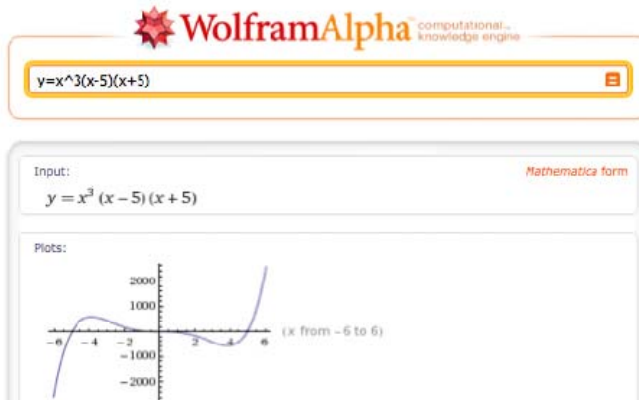 WolframAlpha computational... knowledge engine
y=x^3(x-5)(x+5)
Input:
Mathematica form
y = x³ (x – 5) (x + 5)
Plots:
2000
1000
−6 −4 −2 2 4 6
(x from −6 to 6)
−1000
−2000